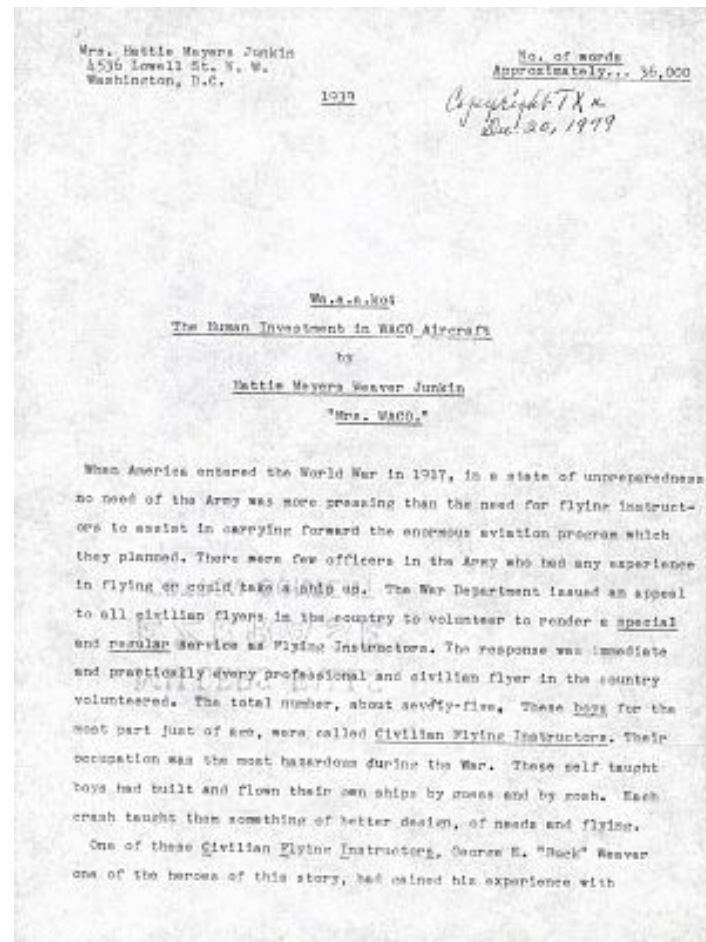 Mrs. Hattie Meyers Junkin
4536 Lowell St. N. W.
Washington, D.C.
No. of words
Approximately... 36,000
1939
Copyright TX x
Dec. 20, 1979
Wa.a.a.ko!
The Human Investment in WACO Aircraft
by
Hattie Meyers Weaver Junkin
"Mrs. WACO."
When America entered the World War in 1917, in a state of unpreparedness
no need of the Army was more pressing than the need for flying instruct-
ors to assist in carrying forward the enormous aviation program which
they planned. There were few officers in the Army who had any experience
in flying or could take a ship up. The War Department issued an appeal
to all civilian flyers in the country to volunteer to render a special
and regular service as Flying Instructors. The response was immediate
and practically every professional and civilian flyer in the country
volunteered. The total number, about seventy-five. These boys for the
most part just of age, were called Civilian Flying Instructors. Their
occupation was the most hazardous during the War. These self taught
boys had built and flown their own ships by guess and by gosh. Each
crash taught them something of better design, of needs and flying.
One of these Civilian Flying Instructors, George E. "Buck" Weaver
one of the heroes of this story, had gained his experience with